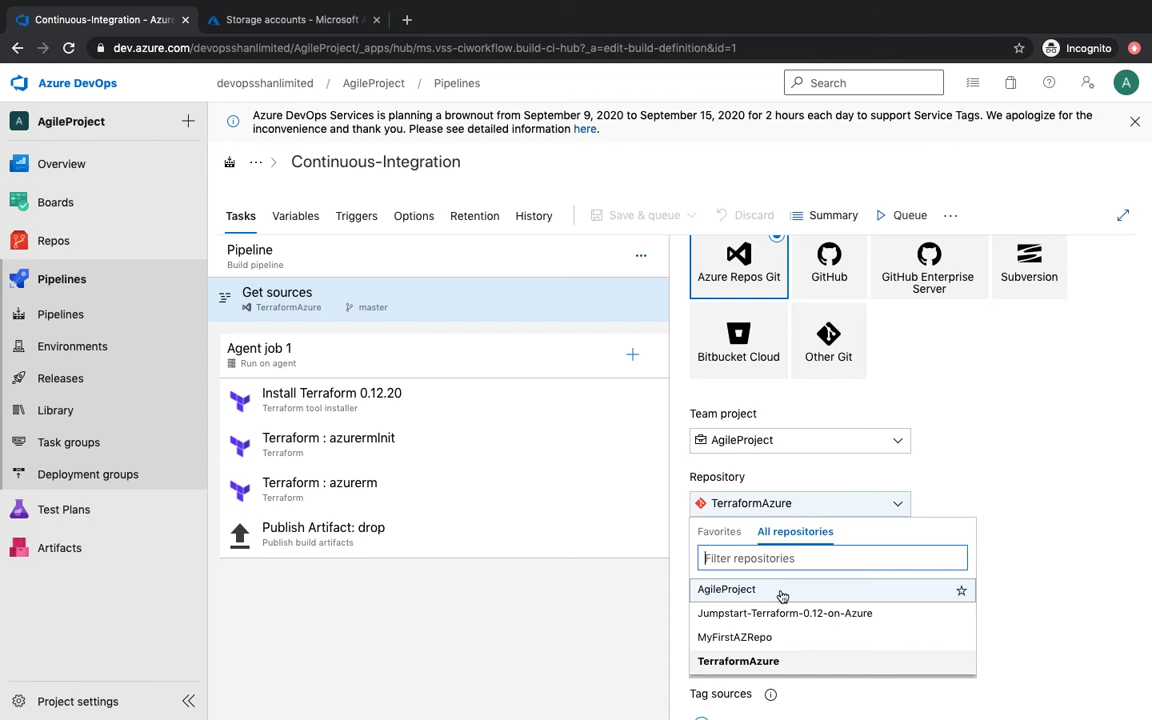 Continuous-Integration - Azure
Storage accounts - Microsoft A
dev.azure.com/devopsshanlimited/AgileProject/_apps/hub/ms.vss-ciworkflow.build-ci-hub?_a=edit-build-definition&id=1
Incognito
Azure DevOps
devopsshanlimited / AgileProject / Pipelines
Search
A
A AgileProject
Azure DevOps Services is planning a brownout from September 9, 2020 to September 15, 2020 for 2 hours each day to support Service Tags. We apologize for the
inconvenience and thank you. Please see detailed information here.
Overview
Boards
Repos
Pipelines
Pipelines
Environments
Releases
Library
Task groups
Deployment groups
Test Plans
Artifacts
Project settings
Continuous-Integration
Tasks Variables Triggers Options Retention History Save & queue Discard Summary Queue
Pipeline
Build pipeline
Get sources
TerraformAzure master
Agent job 1
Run on agent
Install Terraform 0.12.20
Terraform tool installer
Terraform : azurermInit
Terraform
Terraform : azurerm
Terraform
Publish Artifact: drop
Publish build artifacts
Azure Repos Git
GitHub
GitHub Enterprise
Server
Subversion
Bitbucket Cloud
Other Git
Team project
AgileProject
Repository
TerraformAzure
Favorites All repositories
Filter repositories
AgileProject
Jumpstart-Terraform-0.12-on-Azure
MyFirstAZRepo
TerraformAzure
Tag sources